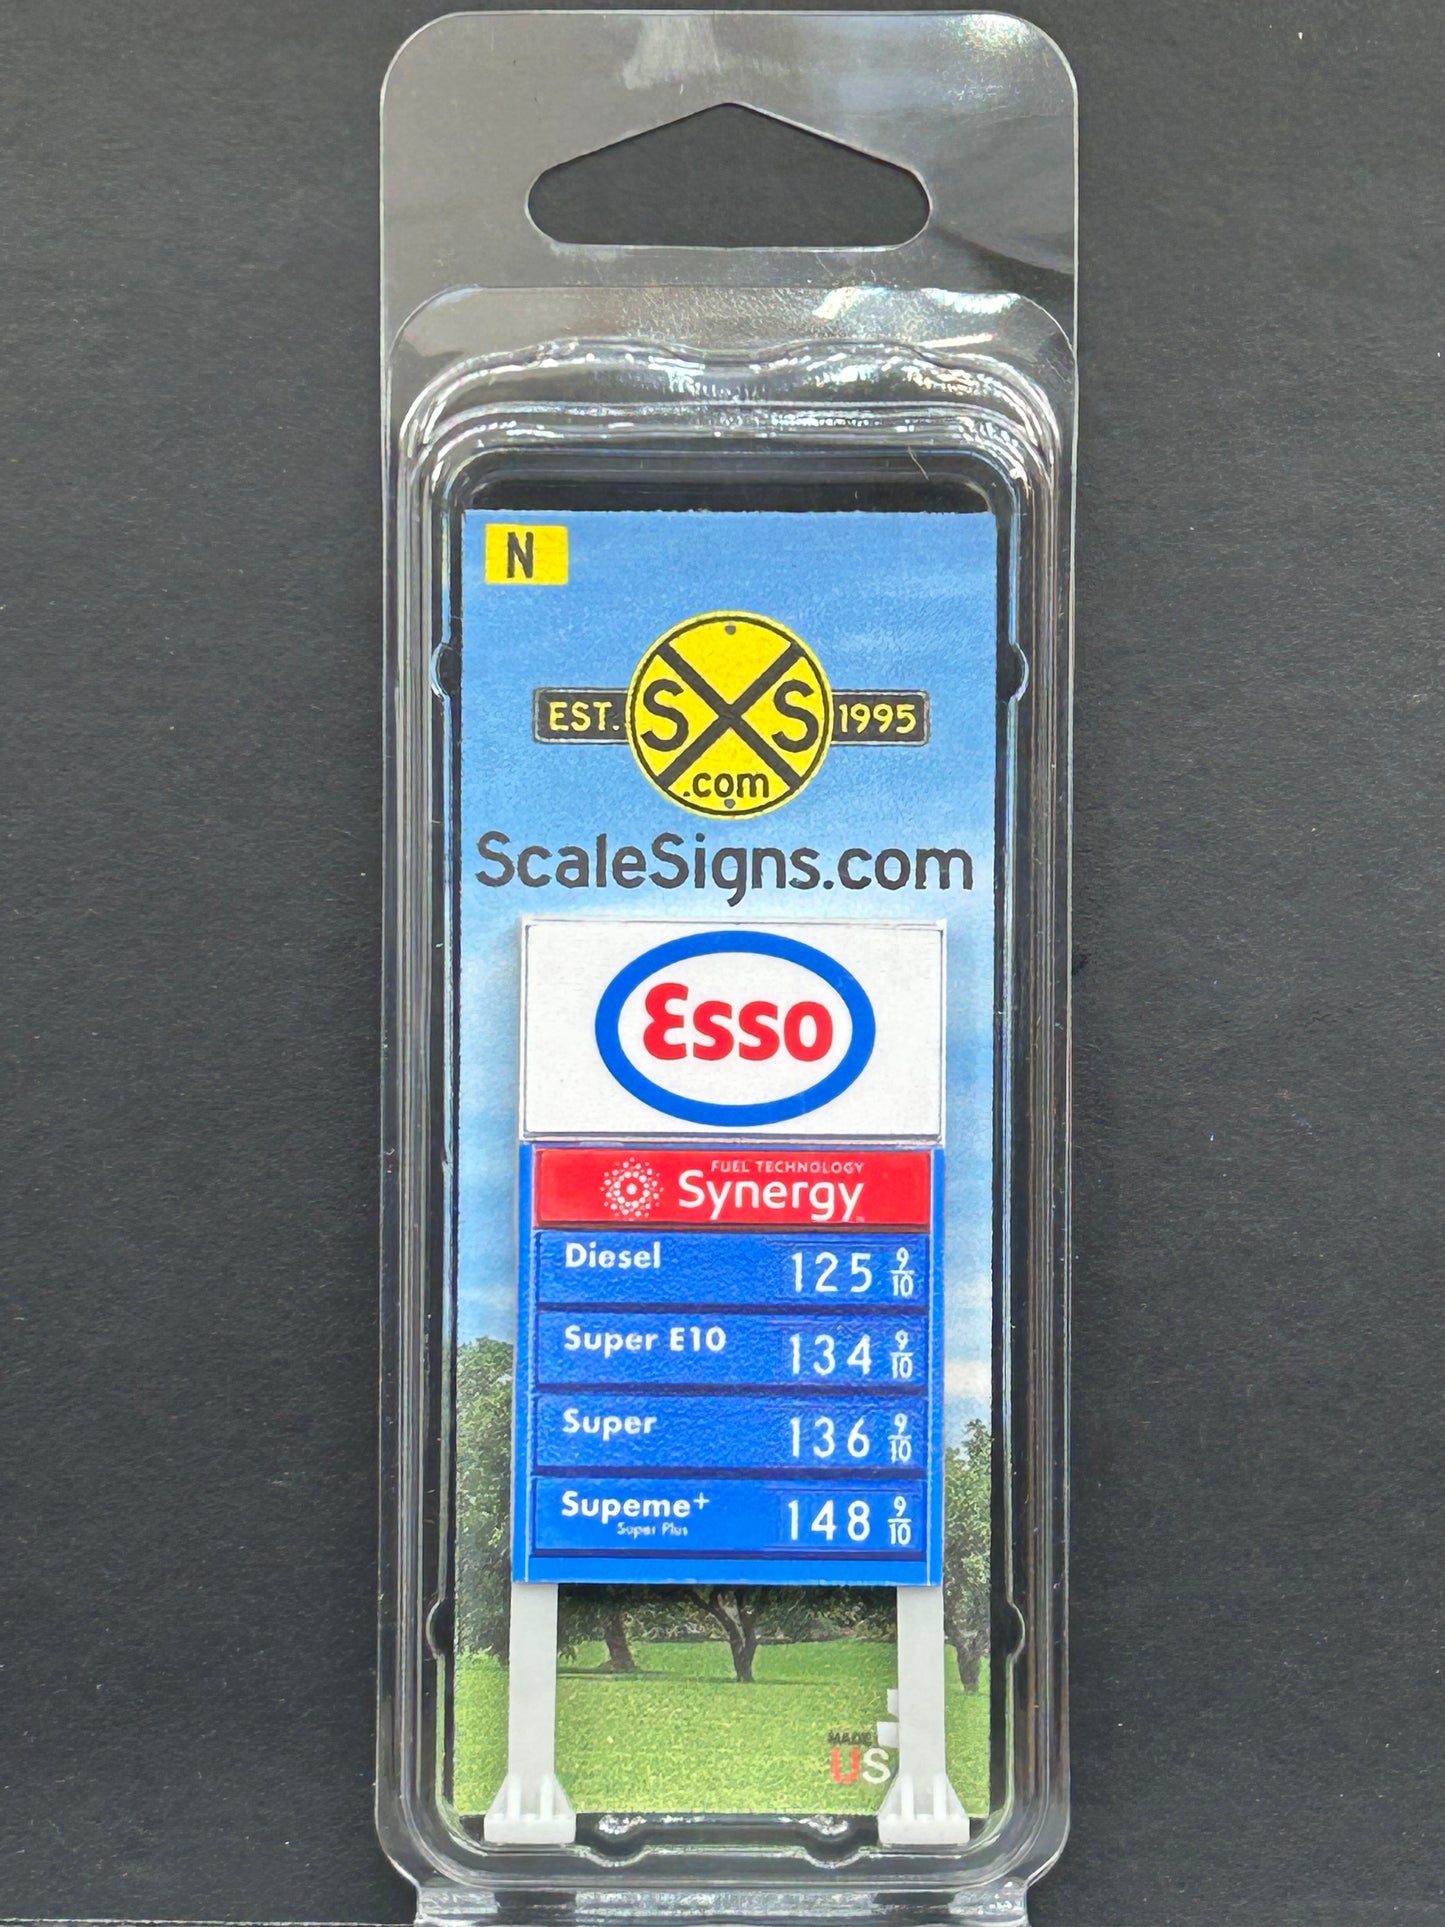 N
EST. SXS 1995
.com
ScaleSigns.com
Esso
FUEL TECHNOLOGY
Synergy
Diesel 125 9/10
Super E10 134 9/10
Super 136 9/10
Supeme+ 148 9/10
Super Plus
MADE
US